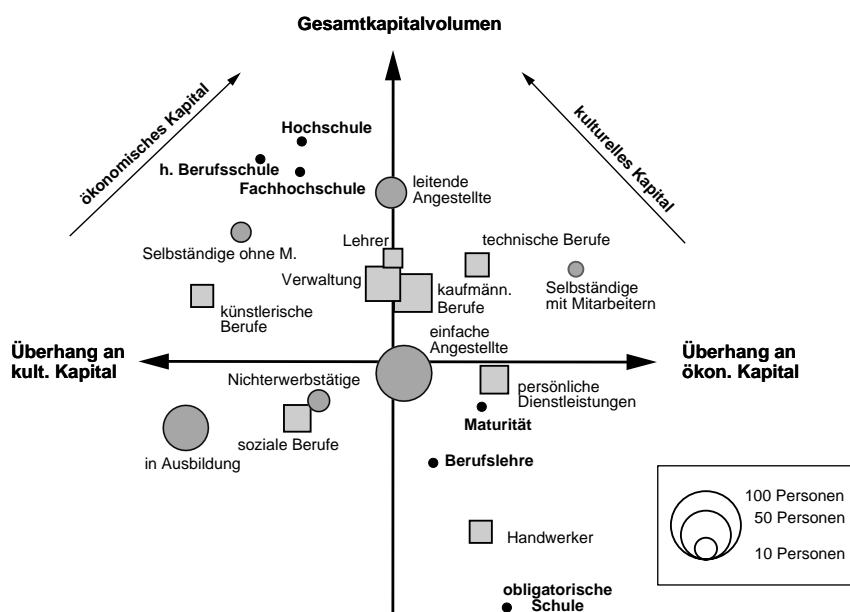 Gesamtkapitalvolumen
ökonomisches Kapital
kulturelles Kapital
Hochschule
h. Berufsschule
Fachhochschule
leitende
Angestellte
Selbständige ohne M.
Lehrer
technische Berufe
Verwaltung
kaufmänn.
Berufe
Selbständige
mit Mitarbeitern
künstlerische
Berufe
einfache
Angestellte
Überhang an
kult. Kapital
Überhang an
ökon. Kapital
Nichterwerbstätige
persönliche
Dienstleistungen
Maturität
soziale Berufe
in Ausbildung
Berufslehre
100 Personen
50 Personen
10 Personen
Handwerker
obligatorische
Schule